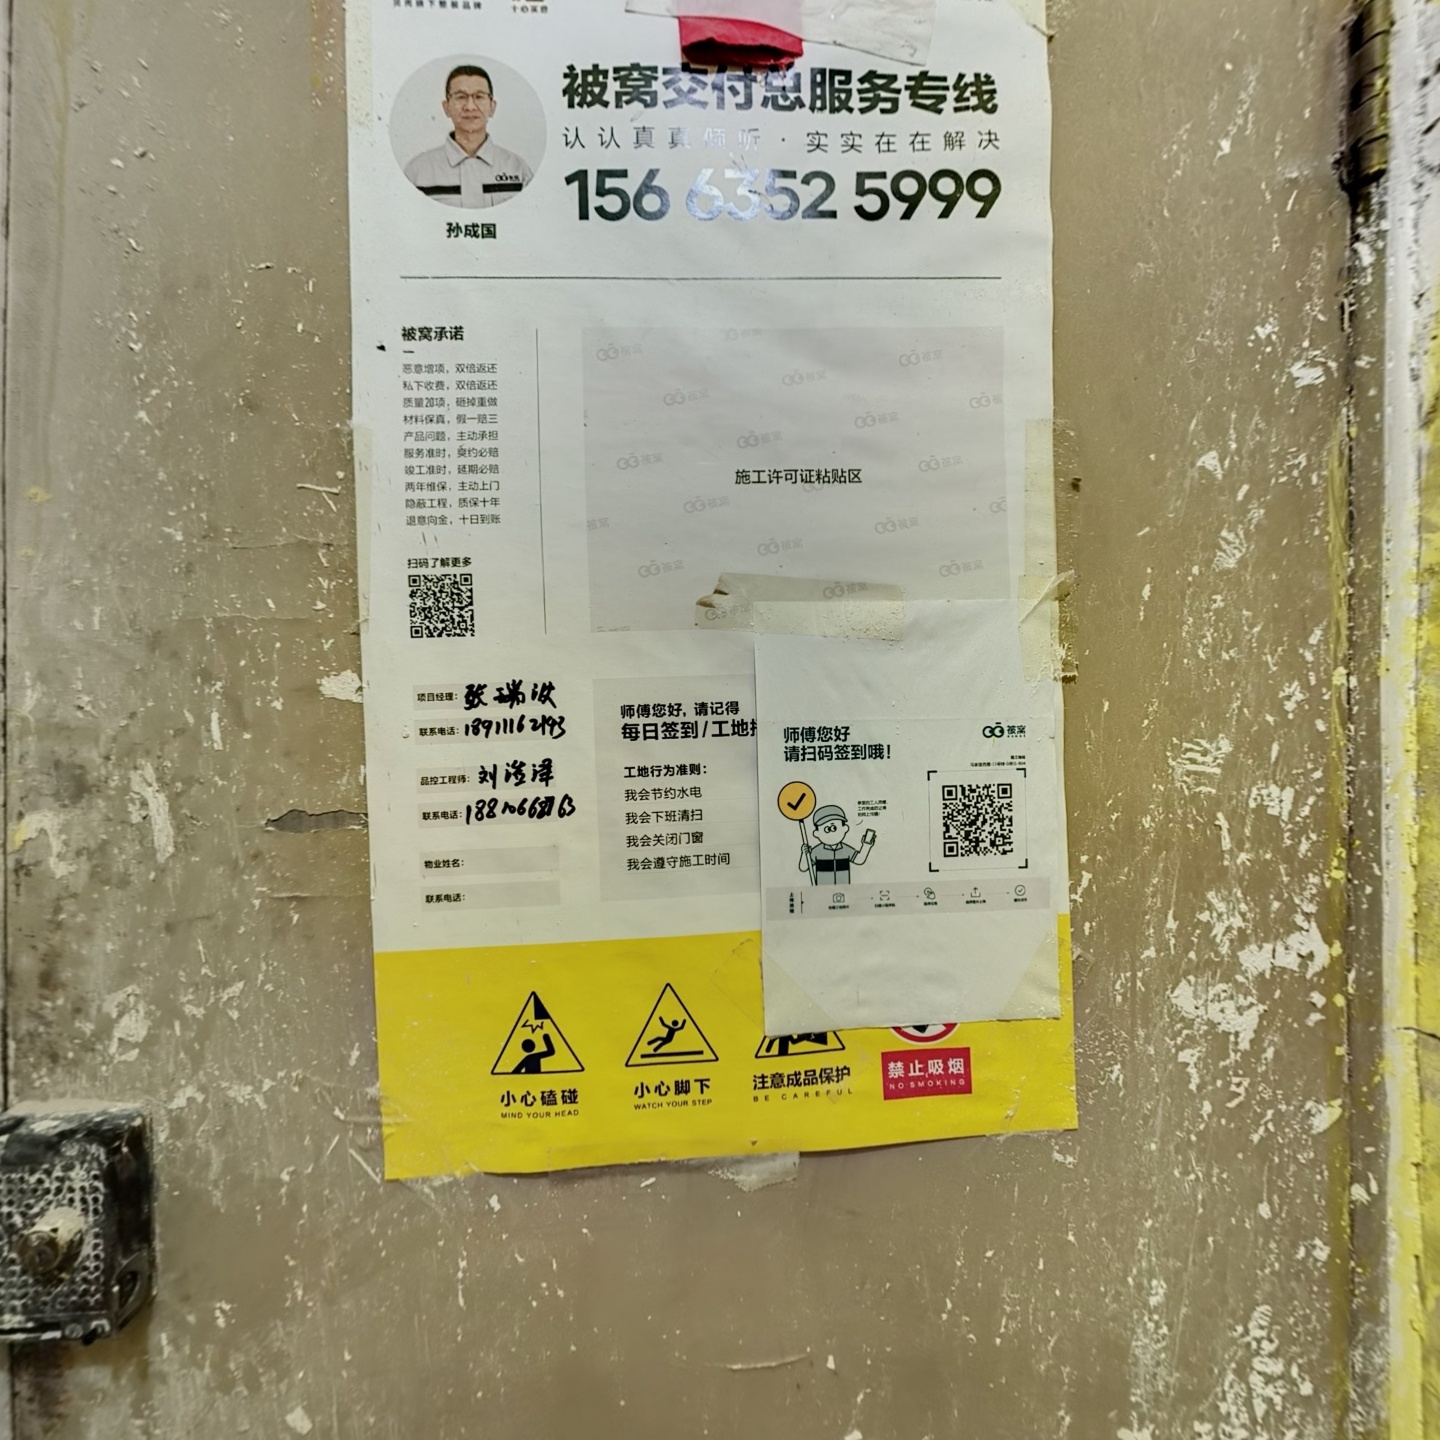 被窝交付总服务专线
认认真真倾听·实实在在解决
156 6352 5999
孙成国
被窝承诺
恶意增项，双倍返还
私下收费，双倍返还
质量20项，砸掉重做
材料保真，假一赔三
产品问题，主动承担
服务准时，爽约必赔
竣工准时，延期必赔
两年维保，主动上门
隐蔽工程，质保十年
退意向金，十日到账
扫码了解更多
施工许可证粘贴区
项目经理：张瑞波
联系电话：18911162193
品控工程师：刘
联系电话：
物业姓名：
联系电话：
师傅您好，请记得
每日签到/工地
工地行为准则：
我会节约水电
我会下班清扫
我会关闭门窗
我会遵守施工时间
师傅您好
请扫码签到哦！
被窝
小心磕碰
MIND YOUR HEAD
小心脚下
WATCH YOUR STEP
注意成品保护
BE CAREFUL
禁止吸烟
NO SMOKING